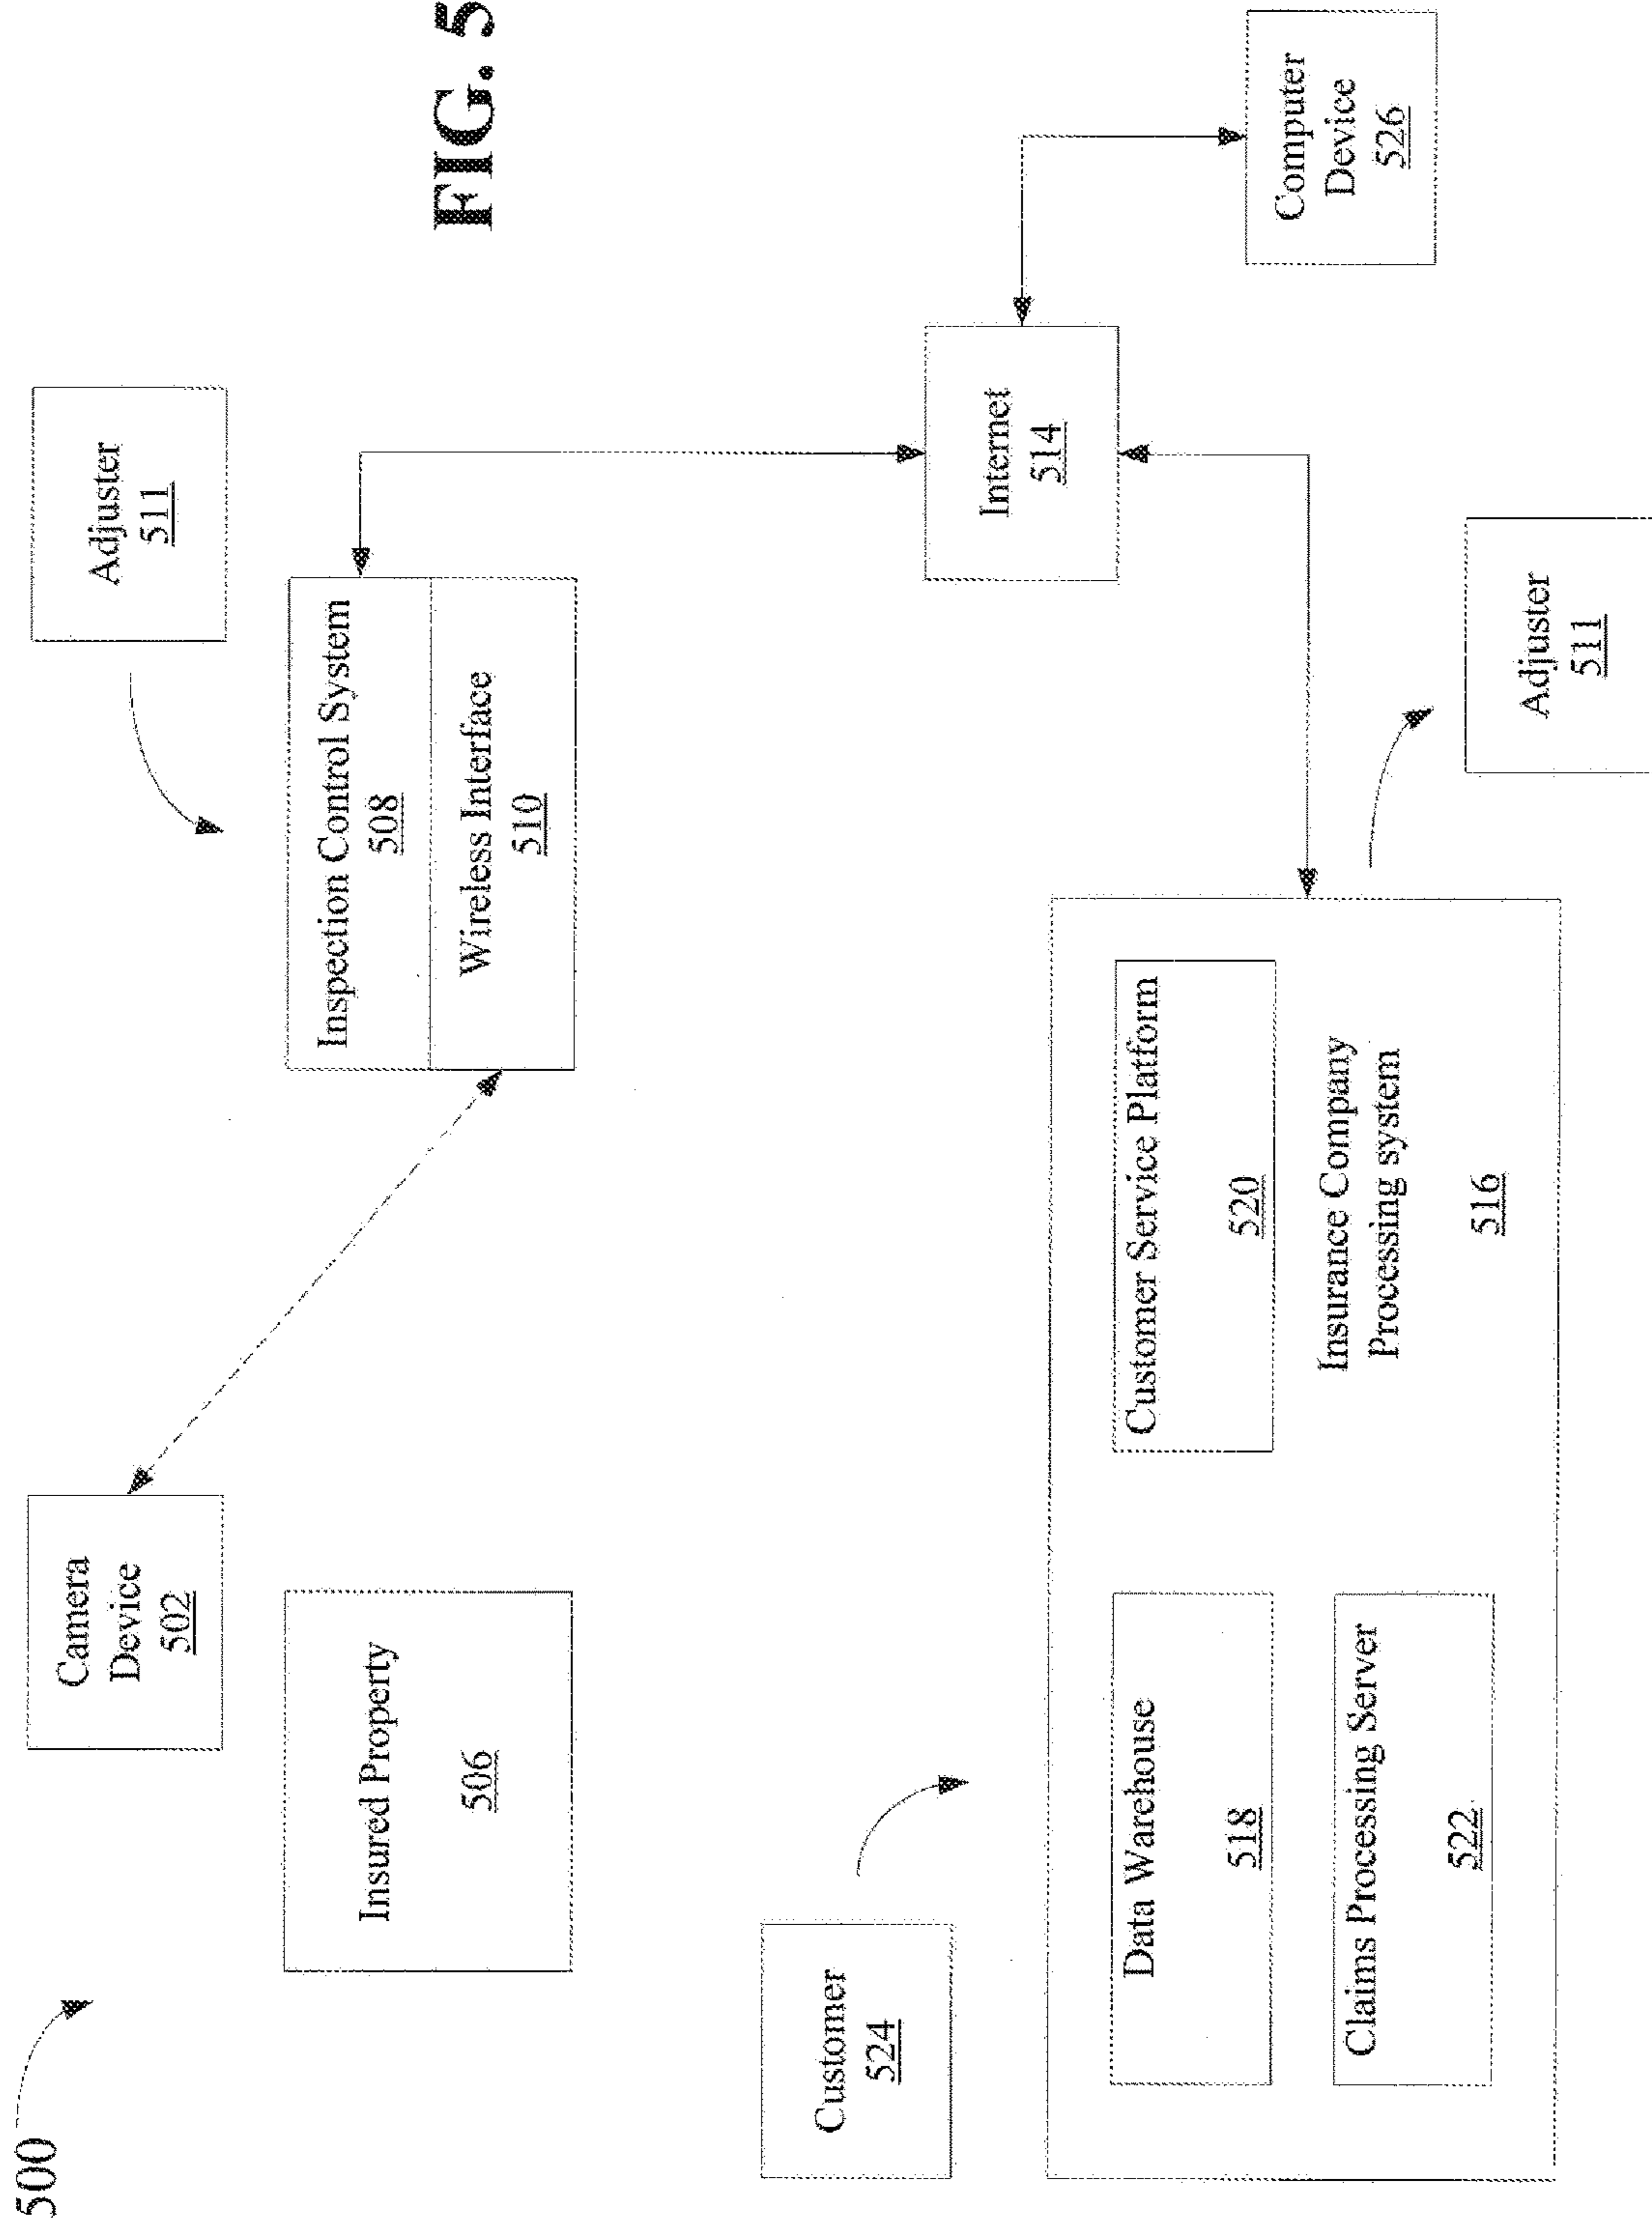 500
Camera
Device
502
Adjuster
511
Insured Property
506
Inspection Control System
508
Wireless Interface
510
FIG. 5
Customer
524
Internet
514
Data Warehouse
518
Customer Service Platform
520
Claims Processing Server
522
Insurance Company
Processing system
516
Computer
Device
526
Adjuster
511